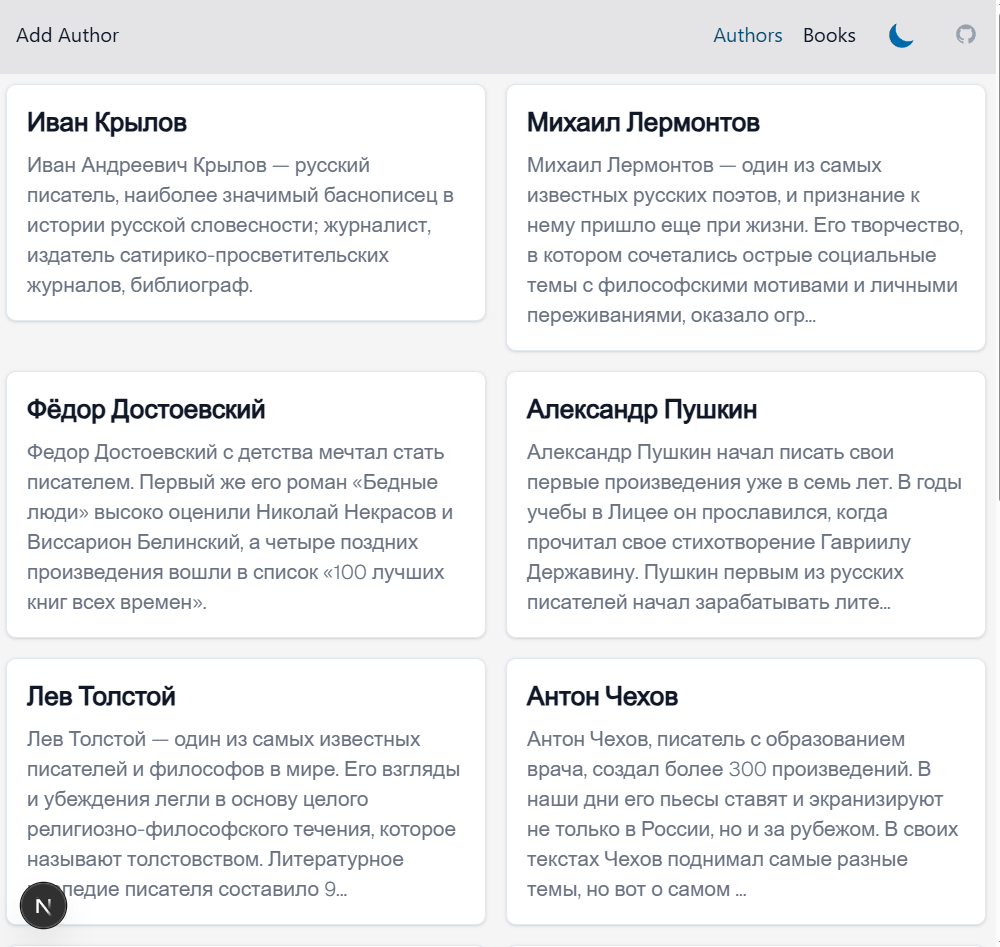 Add Author
Authors Books
Иван Крылов
Иван Андреевич Крылов — русский
писатель, наиболее значимый баснописец в
истории русской словесности; журналист,
издатель сатирико-просветительских
журналов, библиограф.
Михаил Лермонтов
Михаил Лермонтов — один из самых
известных русских поэтов, и признание к
нему пришло еще при жизни. Его творчество,
в котором сочетались острые социальные
темы с философскими мотивами и личными
переживаниями, оказало огр...
Фёдор Достоевский
Федор Достоевский с детства мечтал стать
писателем. Первый же его роман «Бедные
люди» высоко оценили Николай Некрасов и
Виссарион Белинский, а четыре поздних
произведения вошли в список «100 лучших
книг всех времен».
Александр Пушкин
Александр Пушкин начал писать свои
первые произведения уже в семь лет. В годы
учебы в Лицее он прославился, когда
прочитал свое стихотворение Гавриилу
Державину. Пушкин первым из русских
писателей начал зарабатывать лите...
Лев Толстой
Лев Толстой — один из самых известных
писателей и философов в мире. Его взгляды
и убеждения легли в основу целого
религиозно-философского течения, которое
называют толстовством. Литературное
писателя составило 9...
N
Антон Чехов
Антон Чехов, писатель с образованием
врача, создал более 300 произведений. В
наши дни его пьесы ставят и экранизируют
не только в России, но и за рубежом. В своих
текстах Чехов поднимал самые разные
темы, но вот о самом ...